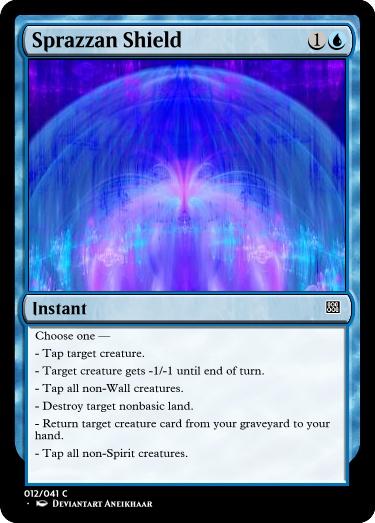 Sprazzan Shield 1
Instant
Choose one —
- Tap target creature.
- Target creature gets -1/-1 until end of turn.
- Tap all non-Wall creatures.
- Destroy target nonbasic land.
- Return target creature card from your graveyard to your
hand.
- Tap all non-Spirit creatures.
012/041 C
· Deviantart Aneikhaar